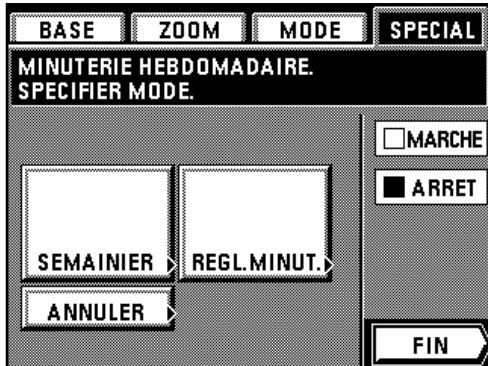 BASE ZOOM MODE SPECIAL
MINUTERIE HEBDOMADAIRE.
SPECIFIER MODE.
MARCHE
ARRET
SEMAINIER REGL.MINUT.
ANNULER
FIN